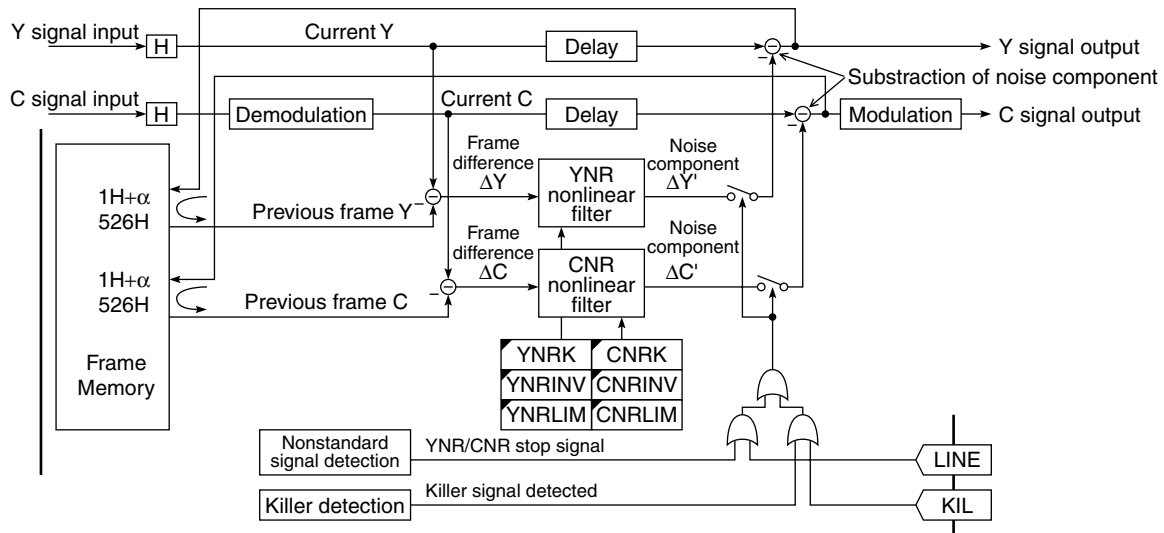 Y signal input
H
Current Y
Delay
−
Y signal output
Substraction of noise component
C signal input
H
Demodulation
Current C
Delay
−
Modulation
C signal output
1H+α
526H
Previous frame Y
−
Frame
difference
ΔY
YNR
nonlinear
filter
Noise
component
ΔY'
1H+α
526H
Previous frame C
−
Frame
difference
ΔC
CNR
nonlinear
filter
Noise
component
ΔC'
Frame
Memory
YNRK
CNRK
YNRINV
CNRINV
YNRLIM
CNRLIM
Nonstandard
signal detection
YNR/CNR stop signal
LINE
Killer detection
Killer signal detected
KIL